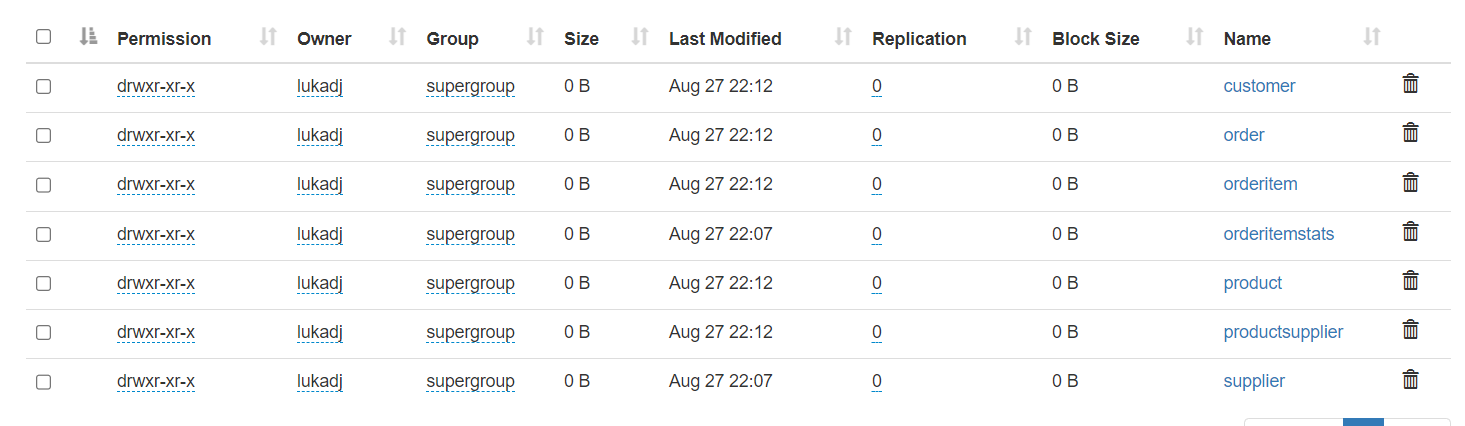 Permission Owner Group Size Last Modified Replication Block Size Name
drwxr-xr-x lukadj supergroup 0 B Aug 27 22:12 0 0 B customer
drwxr-xr-x lukadj supergroup 0 B Aug 27 22:12 0 0 B order
drwxr-xr-x lukadj supergroup 0 B Aug 27 22:12 0 0 B orderitem
drwxr-xr-x lukadj supergroup 0 B Aug 27 22:07 0 0 B orderitemstats
drwxr-xr-x lukadj supergroup 0 B Aug 27 22:12 0 0 B product
drwxr-xr-x lukadj supergroup 0 B Aug 27 22:12 0 0 B productsupplier
drwxr-xr-x lukadj supergroup 0 B Aug 27 22:07 0 0 B supplier